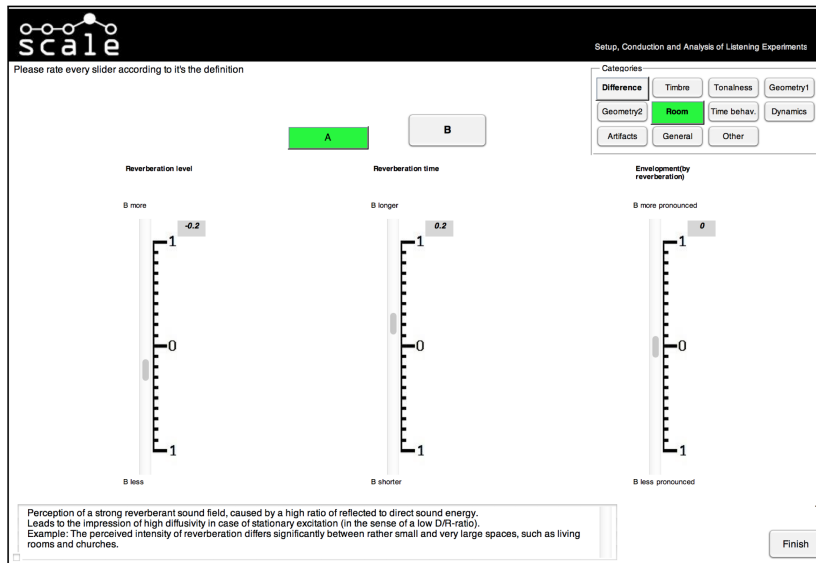 scale
Setup, Conduction and Analysis of Listening Experiments
Please rate every slider according to it's the definition
Categories
Difference Timbre Tonalness Geometry1
Geometry2 Room Time behav. Dynamics
Artifacts General Other
A B
Reverberation level
B more
-0.2
1
0
1
B less
Reverberation time
B longer
0.2
1
0
1
B shorter
Envelopment(by
reverberation)
B more pronounced
0
1
0
1
B less pronounced
Perception of a strong reverberant sound field, caused by a high ratio of reflected to direct sound energy.
Leads to the impression of high diffusivity in case of stationary excitation (in the sense of a low D/R-ratio).
Example: The perceived intensity of reverberation differs significantly between rather small and very large spaces, such as living
rooms and churches.
Finish